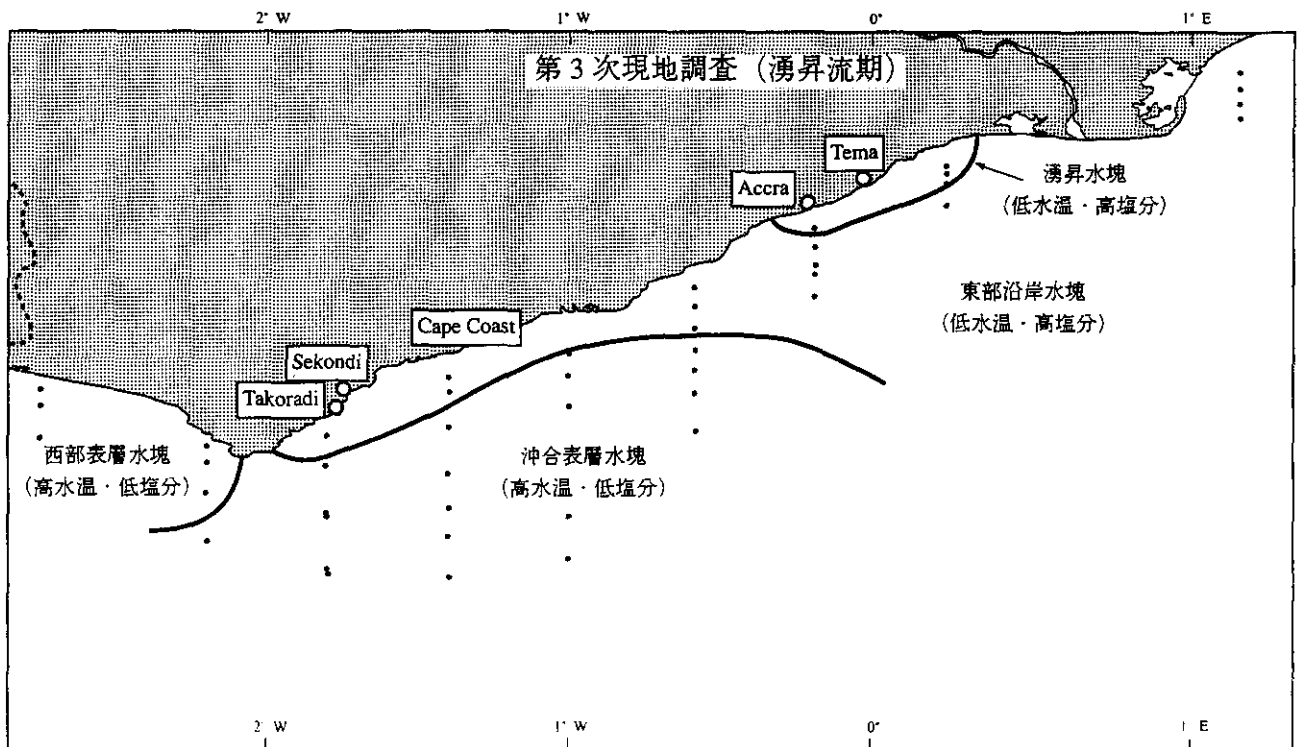 2° W
1° W
0°
1° E
第3次現地調査(湧昇流期)
Tema
Accra
湧昇水塊
(低水温・高塩分)
東部沿岸水塊
(低水温・高塩分)
Cape Coast
Sekondi
Takoradi
西部表層水塊
(高水温・低塩分)
沖合表層水塊
(高水温・低塩分)
2° W
1° W
0°
1° E